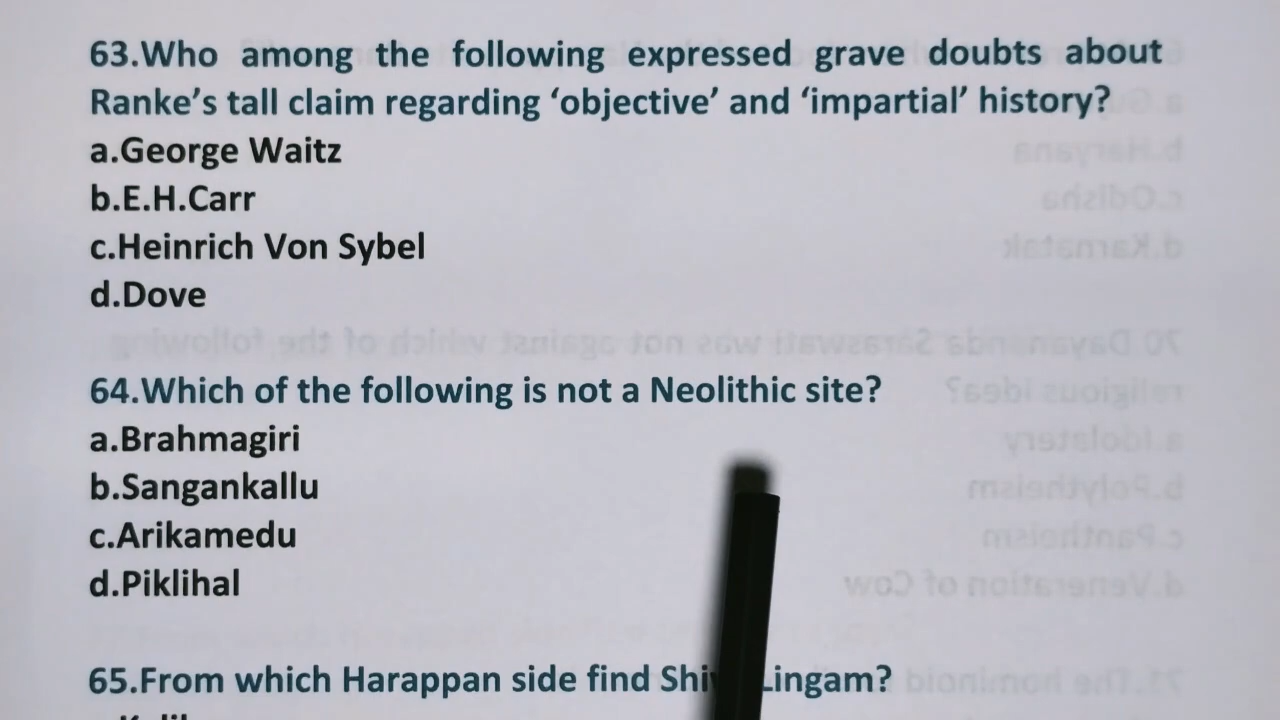 63.Who among the following expressed grave doubts about
Ranke’s tall claim regarding ‘objective’ and ‘impartial’ history?
a.George Waitz
b.E.H.Carr
c.Heinrich Von Sybel
d.Dove
64.Which of the following is not a Neolithic site?
a.Brahmagiri
b.Sangankallu
c.Arikamedu
d.Piklihal
65.From which Harappan side find Lingam?